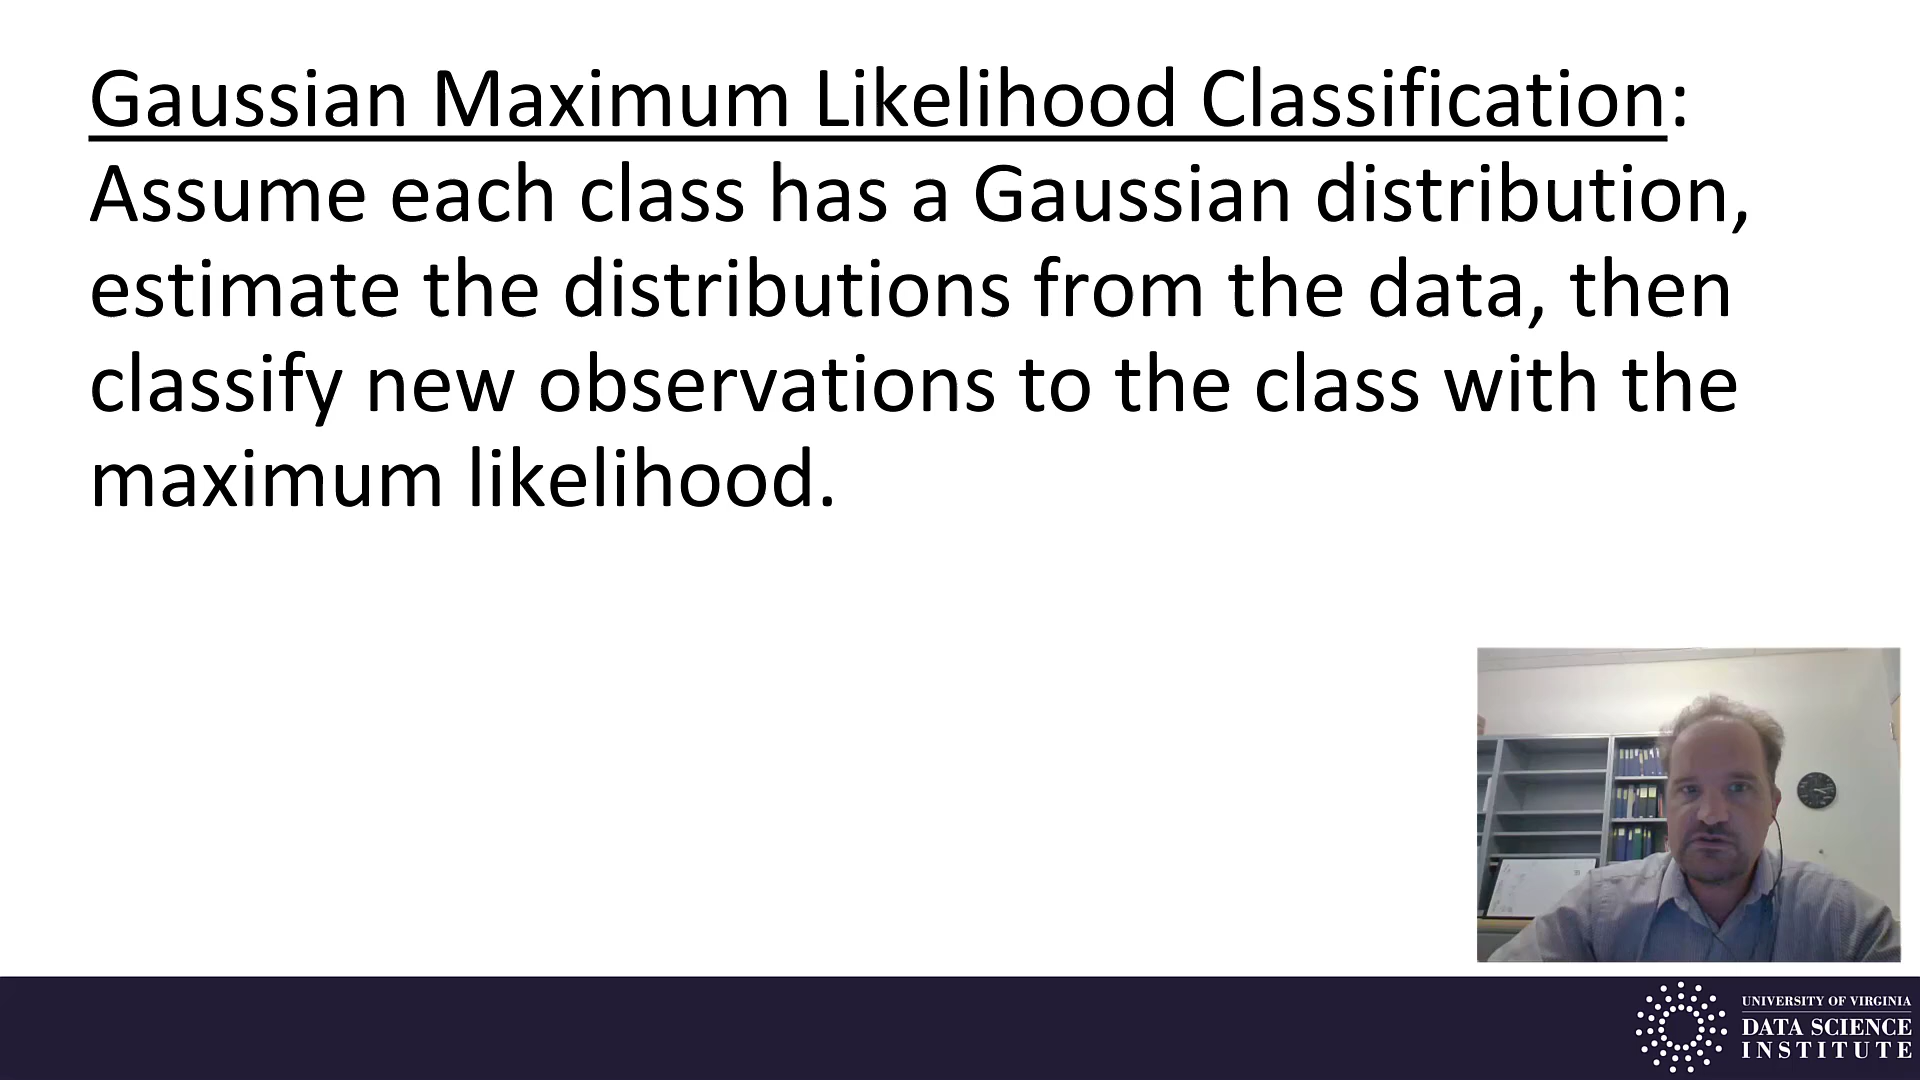 Gaussian Maximum Likelihood Classification:
Assume each class has a Gaussian distribution,
estimate the distributions from the data, then
classify new observations to the class with the
maximum likelihood.
UNIVERSITY OF VIRGINIA
DATA SCIENCE
INSTITUTE